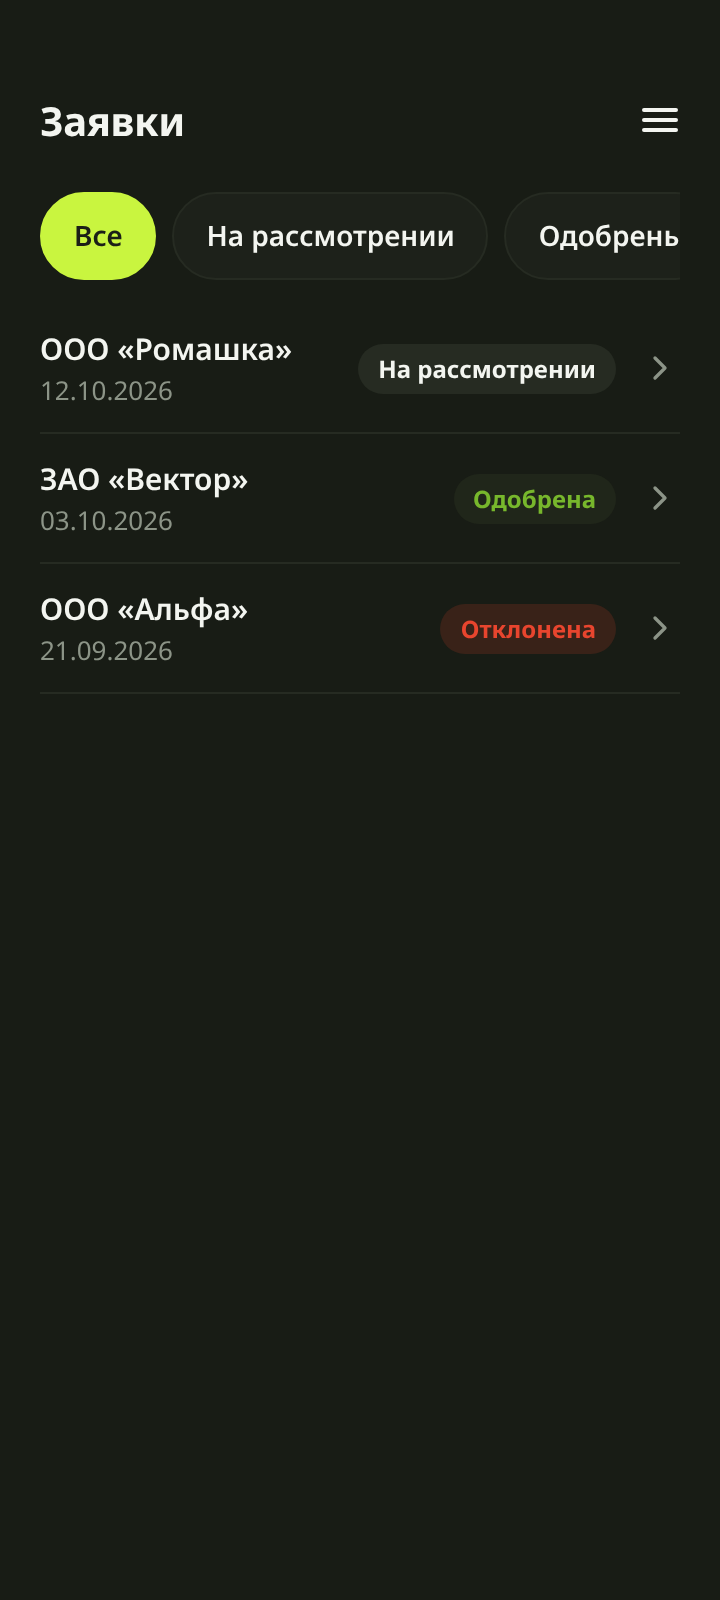 Заявки
Все
На рассмотрении
ООО «Ромашка»
12.10.2026
На рассмотрении
ЗАО «Вектор»
03.10.2026
Одобрена
ООО «Альфа»
21.09.2026
Отклонена